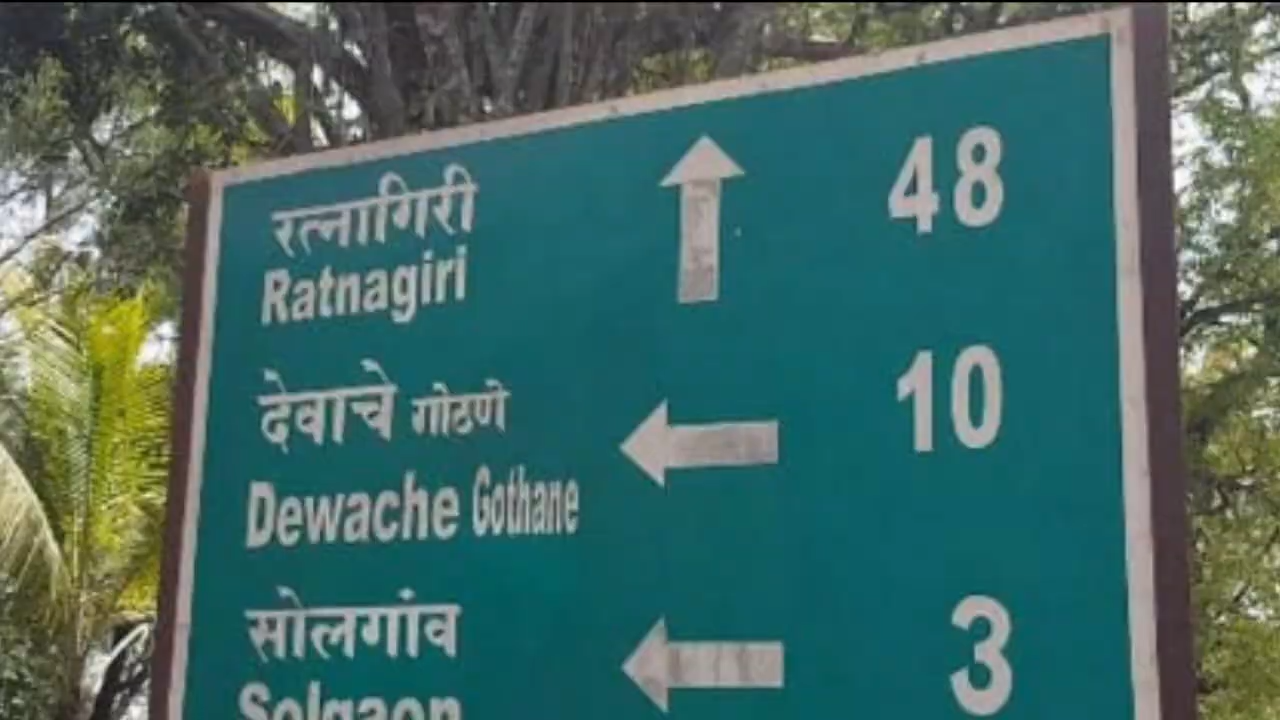 रत्नागिरी
Ratnagiri 48
देवाचे गोठणे
Dewache Gothane 10
सोलगांव
Solgaon 3